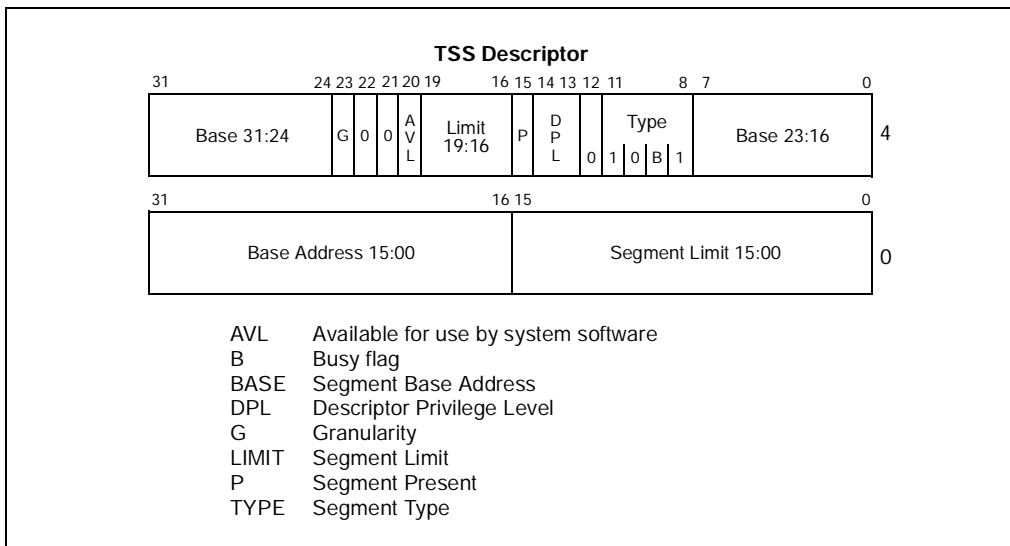 TSS Descriptor
31 24 23 22 21 20 19 16 15 14 13 12 11 8 7 0
Base 31:24 G 0 0 AVL Limit 19:16 P DPL 0 Type 1 0 B 1 Base 23:16 4
31 16 15 0
Base Address 15:00 Segment Limit 15:00 0
AVL Available for use by system software
B Busy flag
BASE Segment Base Address
DPL Descriptor Privilege Level
G Granularity
LIMIT Segment Limit
P Segment Present
TYPE Segment Type